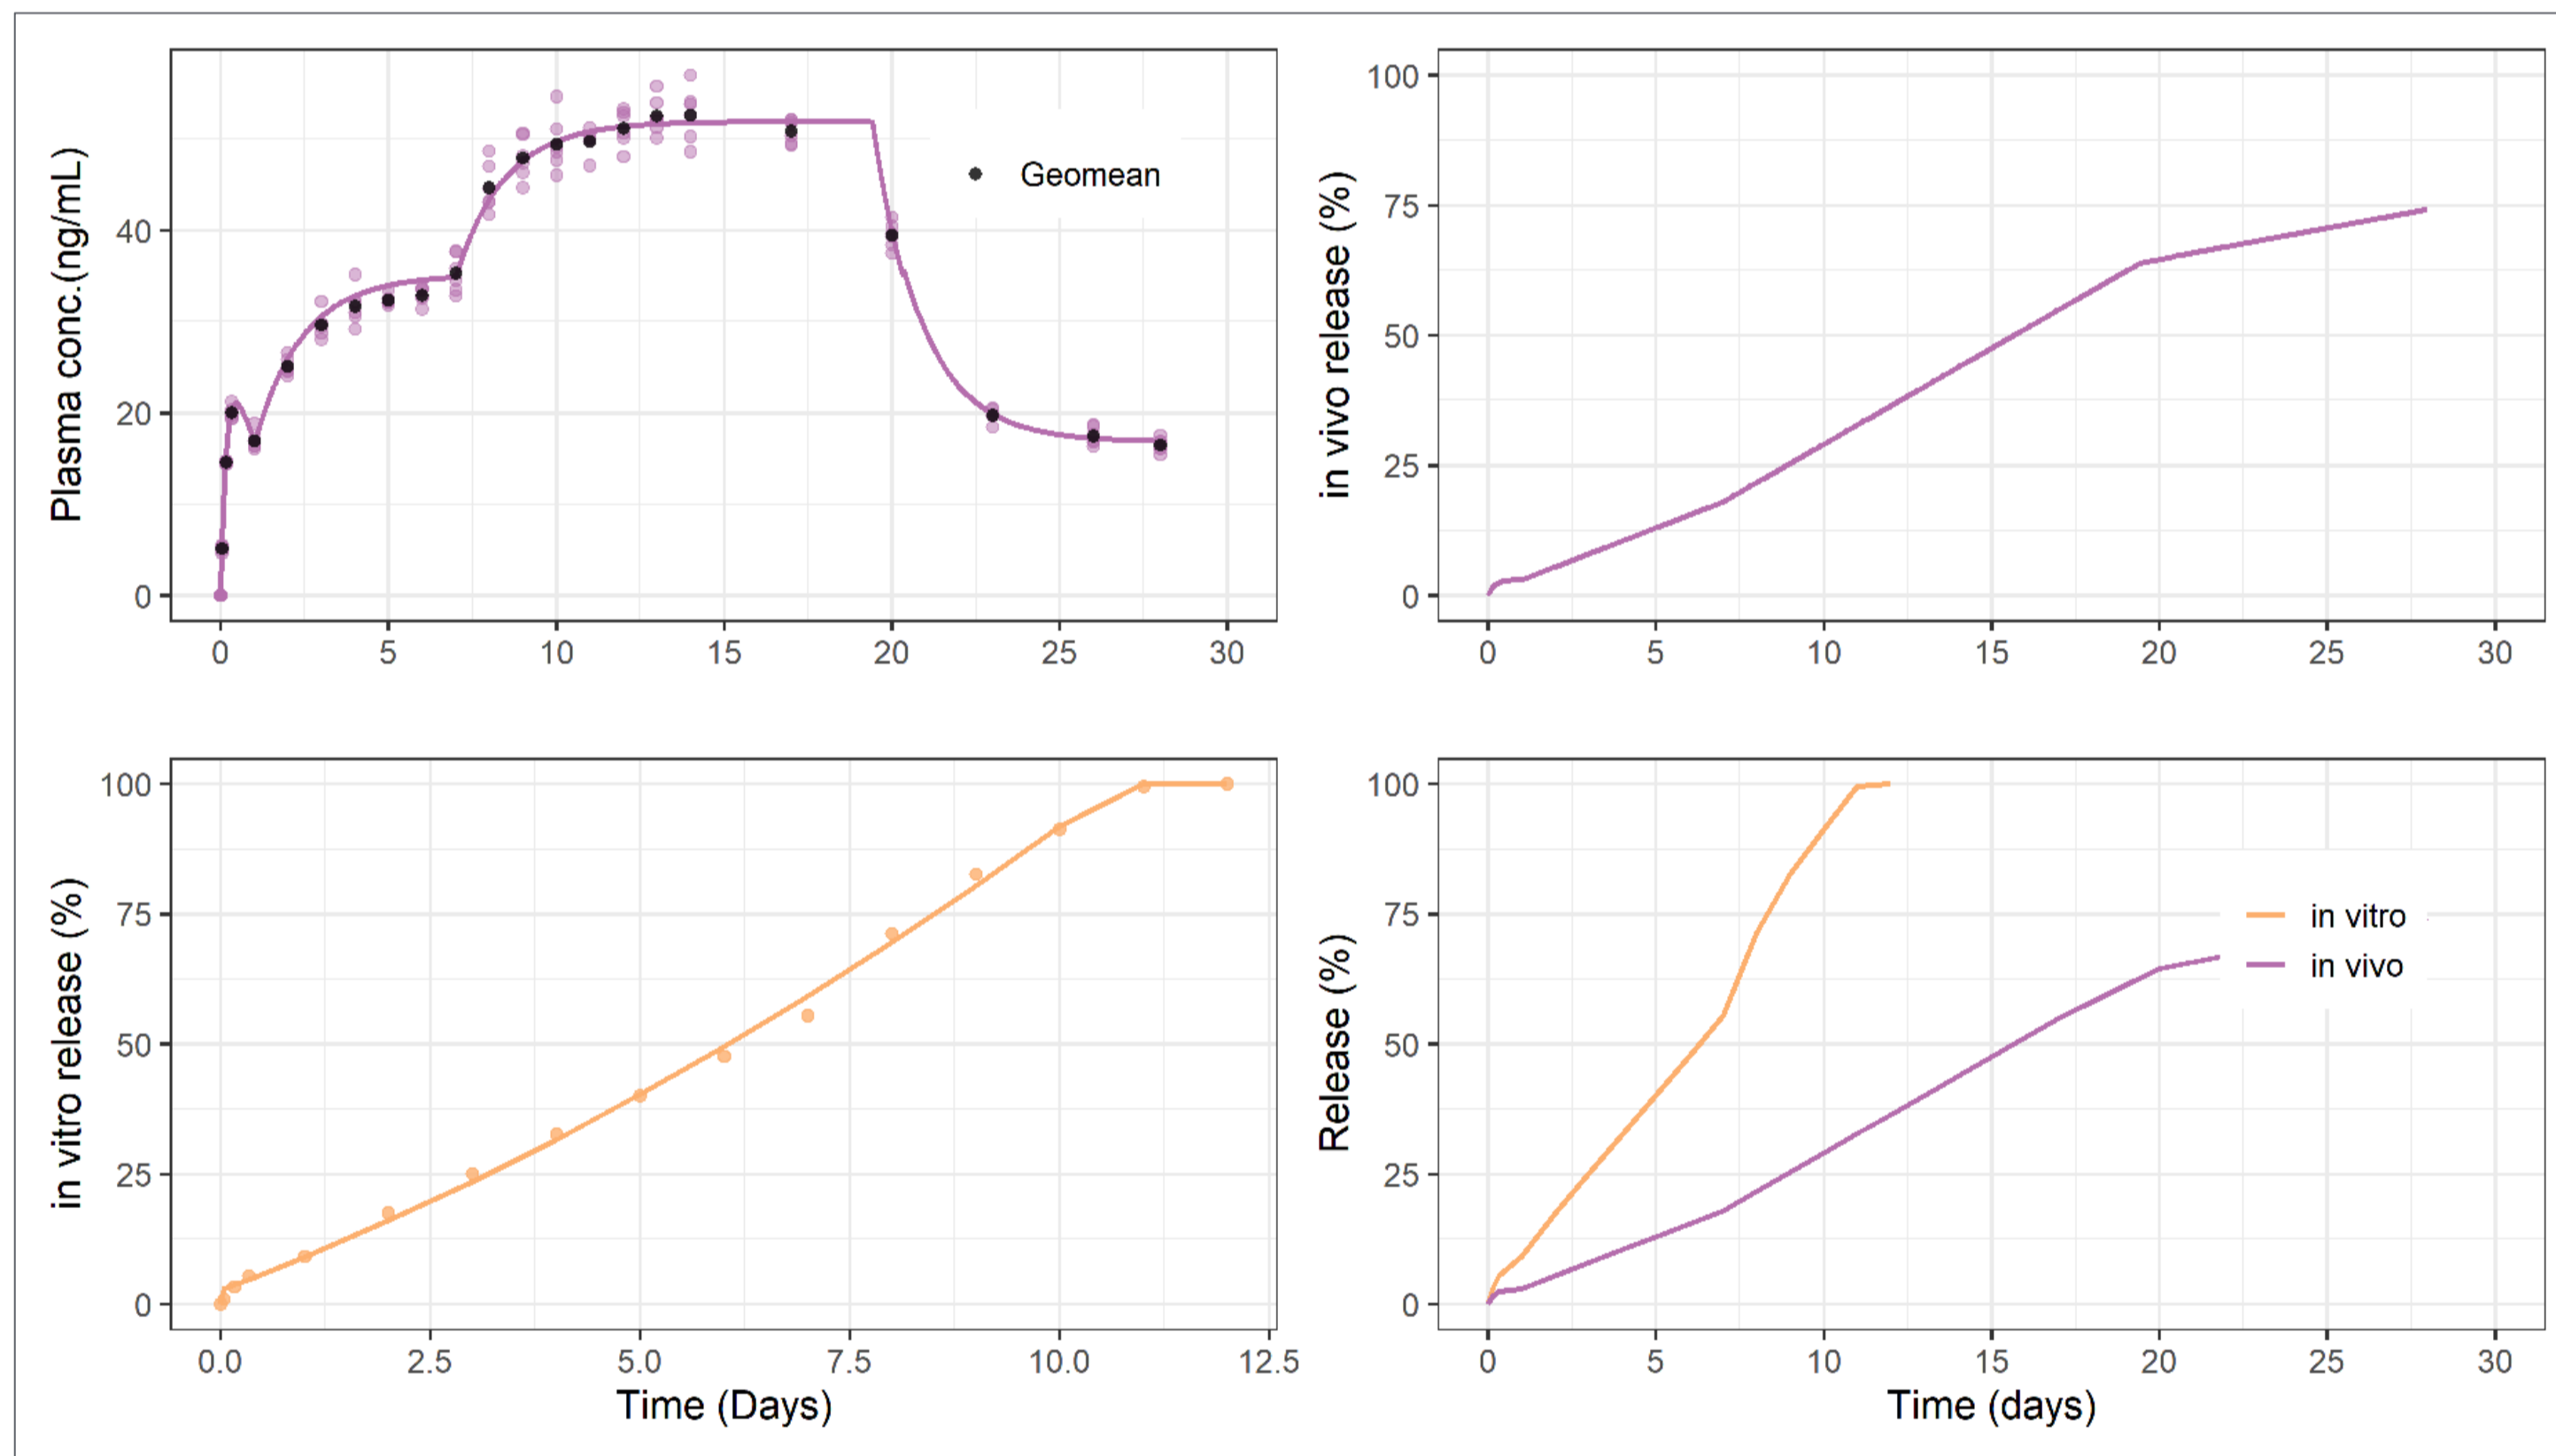 Plasma conc.(ng/mL)
40
20
0
Geomean
0 5 10 15 20 25 30
in vivo release (%)
100
75
50
25
0
0 5 10 15 20 25 30
in vitro release (%)
100
75
50
25
0
0.0 2.5 5.0 7.5 10.0 12.5
Time (Days)
Release (%)
100
75
50
25
0
in vitro
in vivo
0 5 10 15 20 25 30
Time (days)